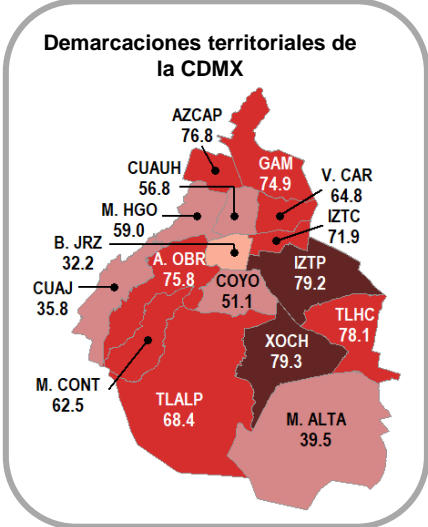 Demarcaciones territoriales de
la CDMX
AZCAP
76.8
CUAUH
56.8
GAM
74.9
V. CAR
64.8
M. HGO
59.0
IZTC
71.9
B. JRZ
32.2
A. OBR
75.8
IZTP
79.2
CUAJ
35.8
COYO
51.1
TLHC
78.1
XOCH
79.3
M. CONT
62.5
TLALP
68.4
M. ALTA
39.5